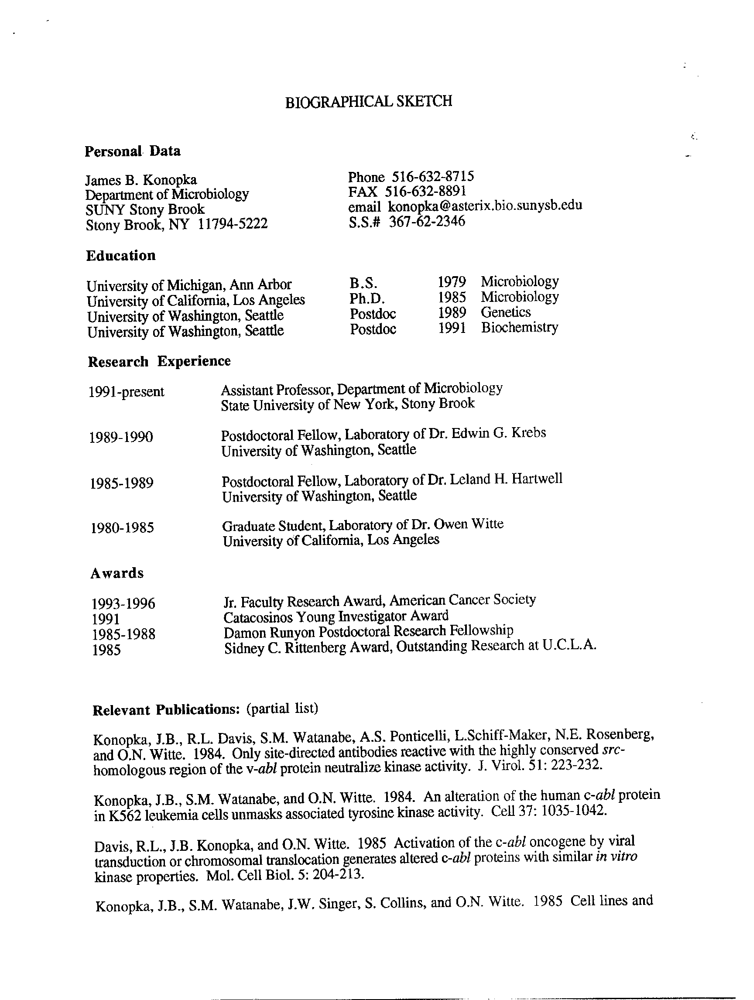 BIOGRAPHICAL SKETCH
Personal Data
James B. Konopka
Department of Microbiology
SUNY Stony Brook
Stony Brook, NY 11794-5222
Phone 516-632-8715
FAX 516-632-8891
email konopka@asterix.bio.sunysb.edu
S.S.# 367-62-2346
Education
University of Michigan, Ann Arbor B.S. 1979 Microbiology
University of California, Los Angeles Ph.D. 1985 Microbiology
University of Washington, Seattle Postdoc 1989 Genetics
University of Washington, Seattle Postdoc 1991 Biochemistry
Research Experience
1991-present Assistant Professor, Department of Microbiology
State University of New York, Stony Brook
1989-1990 Postdoctoral Fellow, Laboratory of Dr. Edwin G. Krebs
University of Washington, Seattle
1985-1989 Postdoctoral Fellow, Laboratory of Dr. Leland H. Hartwell
University of Washington, Seattle
1980-1985 Graduate Student, Laboratory of Dr. Owen Witte
University of California, Los Angeles
Awards
1993-1996 Jr. Faculty Research Award, American Cancer Society
1991 Catacosinos Young Investigator Award
1985-1988 Damon Runyon Postdoctoral Research Fellowship
1985 Sidney C. Rittenberg Award, Outstanding Research at U.C.L.A.
Relevant Publications: (partial list)
Konopka, J.B., R.L. Davis, S.M. Watanabe, A.S. Ponticelli, L.Schiff-Maker, N.E. Rosenberg,
and O.N. Witte. 1984. Only site-directed antibodies reactive with the highly conserved src-
homologous region of the v-abl protein neutralize kinase activity. J. Virol. 51: 223-232.
Konopka, J.B., S.M. Watanabe, and O.N. Witte. 1984. An alteration of the human c-abl protein
in K562 leukemia cells unmasks associated tyrosine kinase activity. Cell 37: 1035-1042.
Davis, R.L., J.B. Konopka, and O.N. Witte. 1985 Activation of the c-abl oncogene by viral
transduction or chromosomal translocation generates altered c-abl proteins with similar in vitro
kinase properties. Mol. Cell Biol. 5: 204-213.
Konopka, J.B., S.M. Watanabe, J.W. Singer, S. Collins, and O.N. Witte. 1985 Cell lines and